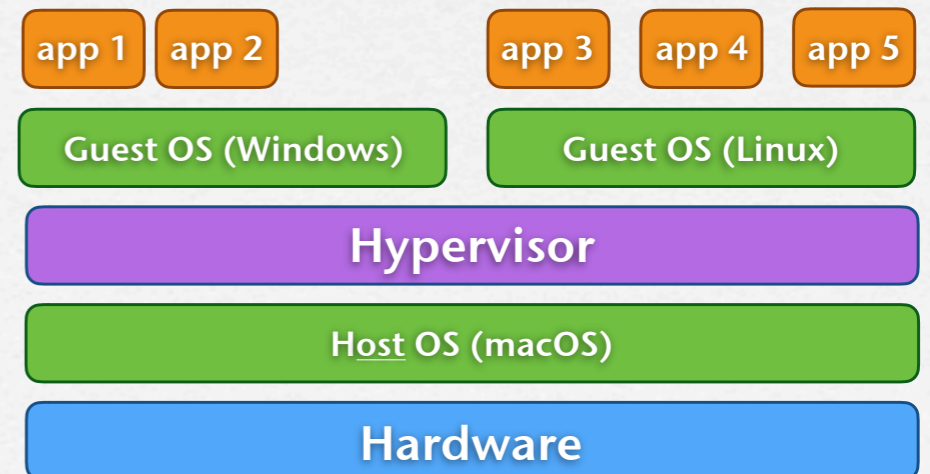 app 1 app 2 app 3 app 4 app 5
Guest OS (Windows) Guest OS (Linux)
Hypervisor
Host OS (macOS)
Hardware